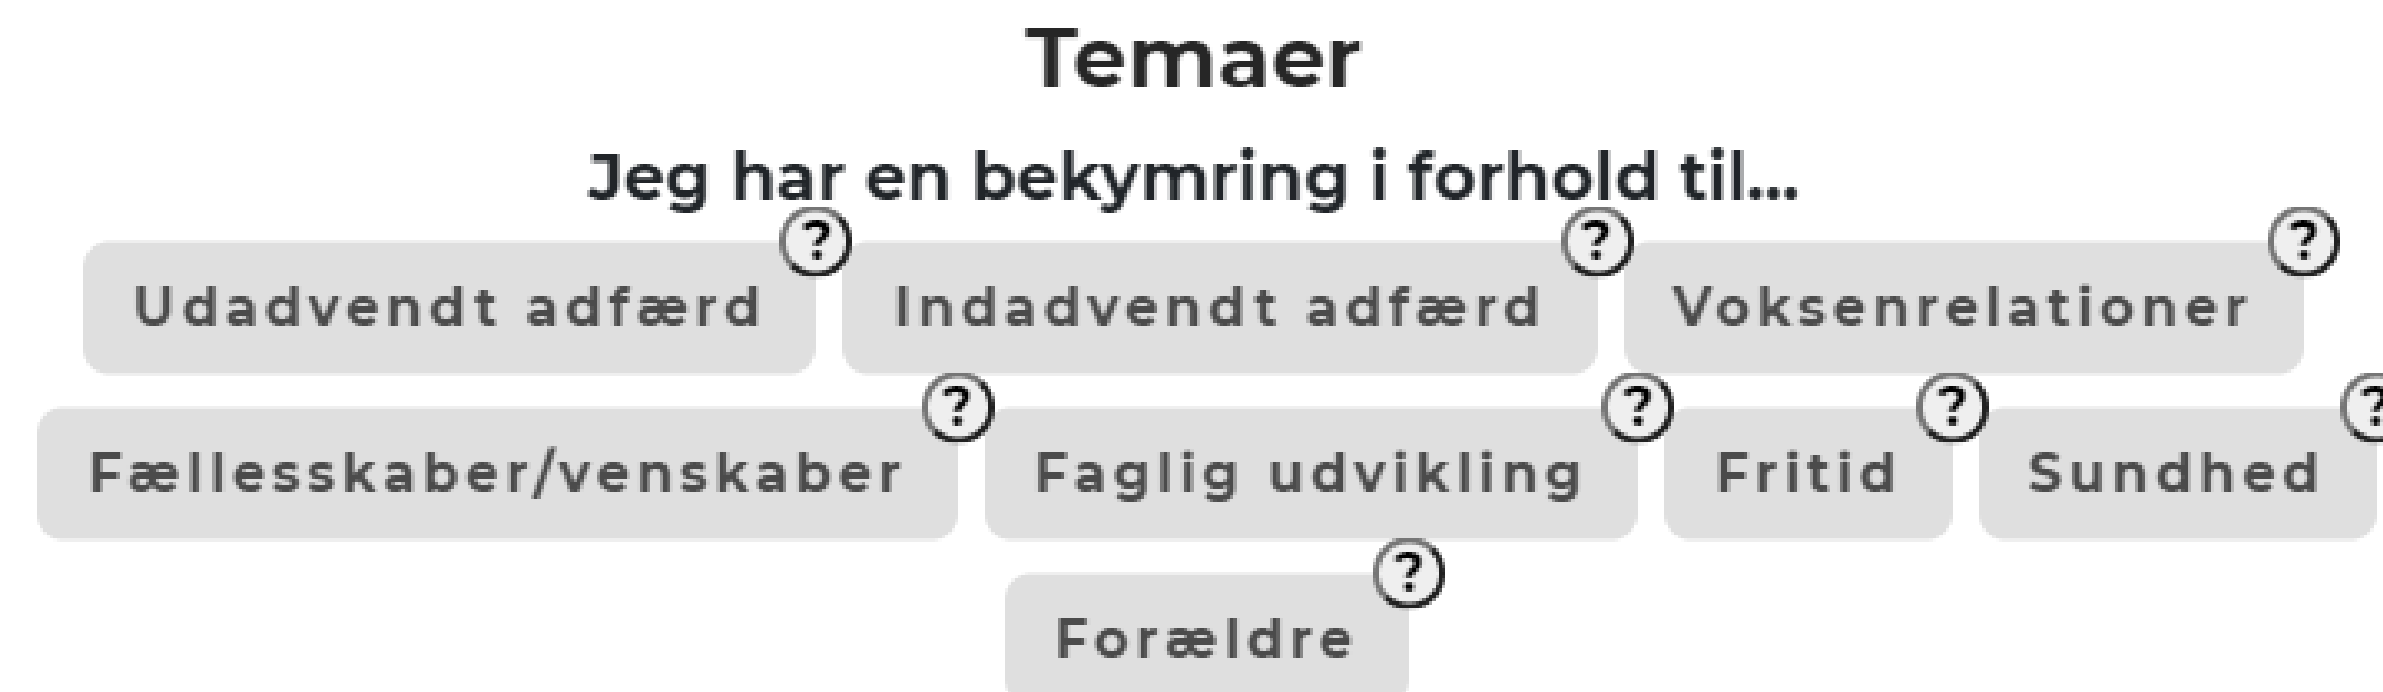 Temaer
Jeg har en bekymring i forhold til...
? ? ?
Udadvendt adfærd Indadvendt adfærd Voksenrelationer
? ? ? ?
Fællesskaber/venskaber Faglig udvikling Fritid Sundhed
?
Forældre